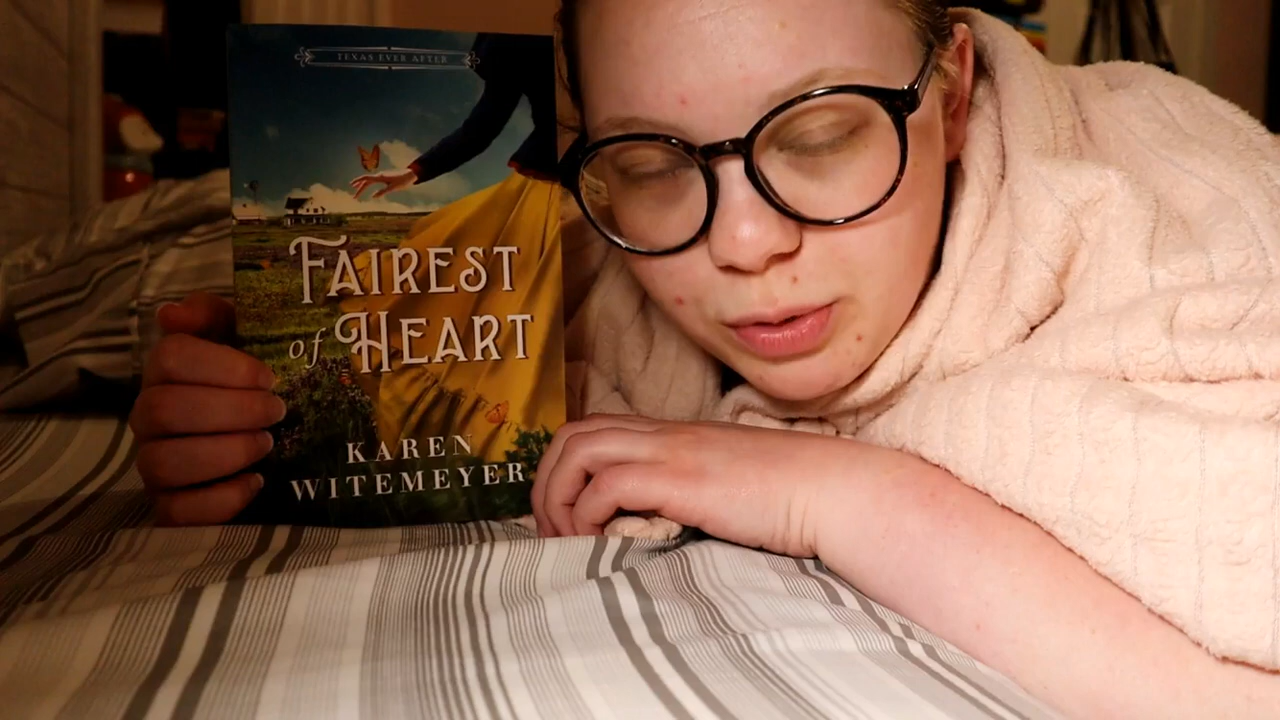 TEXAS EVER AFTER
FAIREST
of HEART
KAREN
WITEMEYER